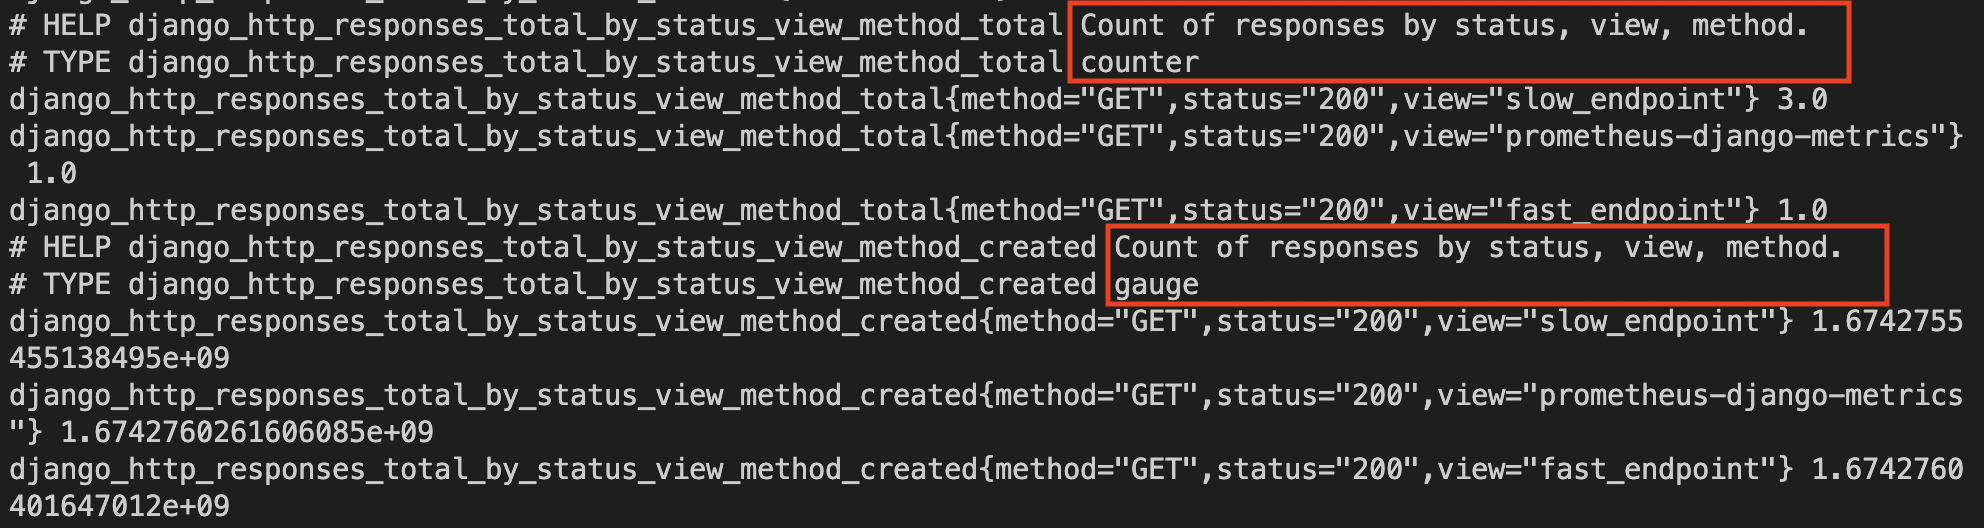 # HELP django_http_responses_total_by_status_view_method_total Count of responses by status, view, method.
# TYPE django_http_responses_total_by_status_view_method_total counter
django_http_responses_total_by_status_view_method_total{method="GET",status="200",view="slow_endpoint"} 3.0
django_http_responses_total_by_status_view_method_total{method="GET",status="200",view="prometheus-django-metrics"}
 1.0
django_http_responses_total_by_status_view_method_total{method="GET",status="200",view="fast_endpoint"} 1.0
# HELP django_http_responses_total_by_status_view_method_created Count of responses by status, view, method.
# TYPE django_http_responses_total_by_status_view_method_created gauge
django_http_responses_total_by_status_view_method_created{method="GET",status="200",view="slow_endpoint"} 1.6742755
455138495e+09
django_http_responses_total_by_status_view_method_created{method="GET",status="200",view="prometheus-django-metrics
"} 1.6742760261606085e+09
django_http_responses_total_by_status_view_method_created{method="GET",status="200",view="fast_endpoint"} 1.6742760
401647012e+09